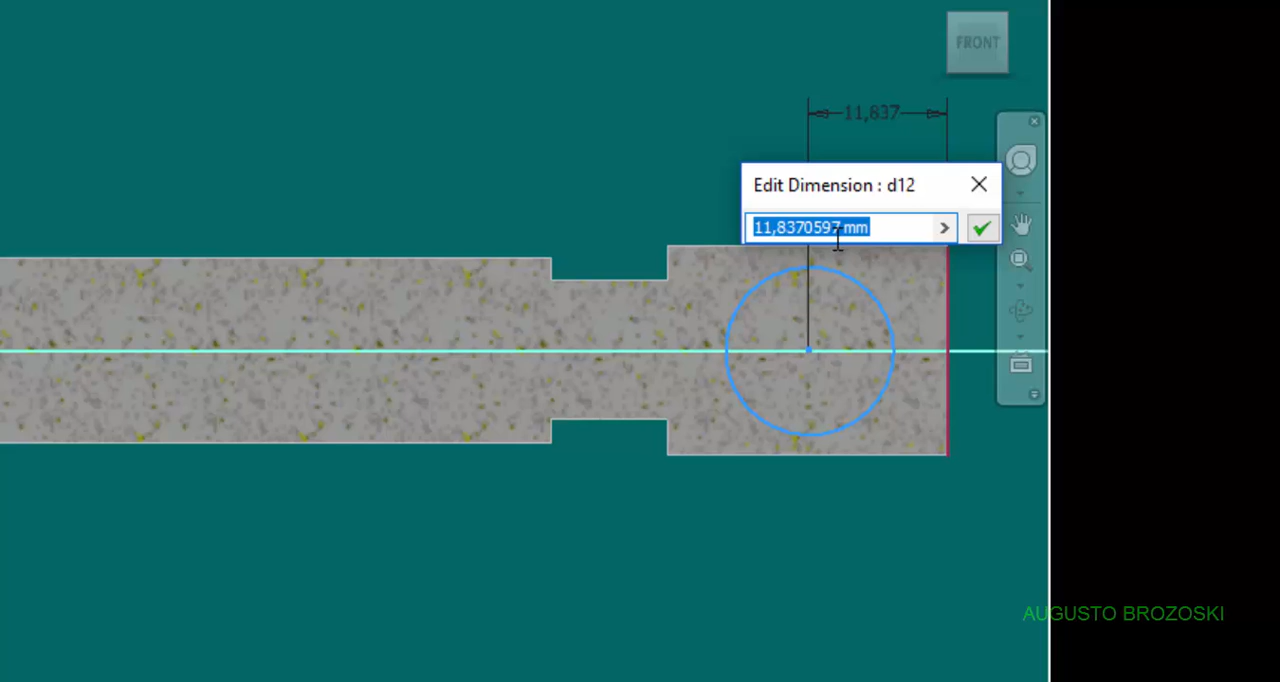 FRONT
11,837
Edit Dimension : d12
11,8370597 mm
AUGUSTO BROZOSKI